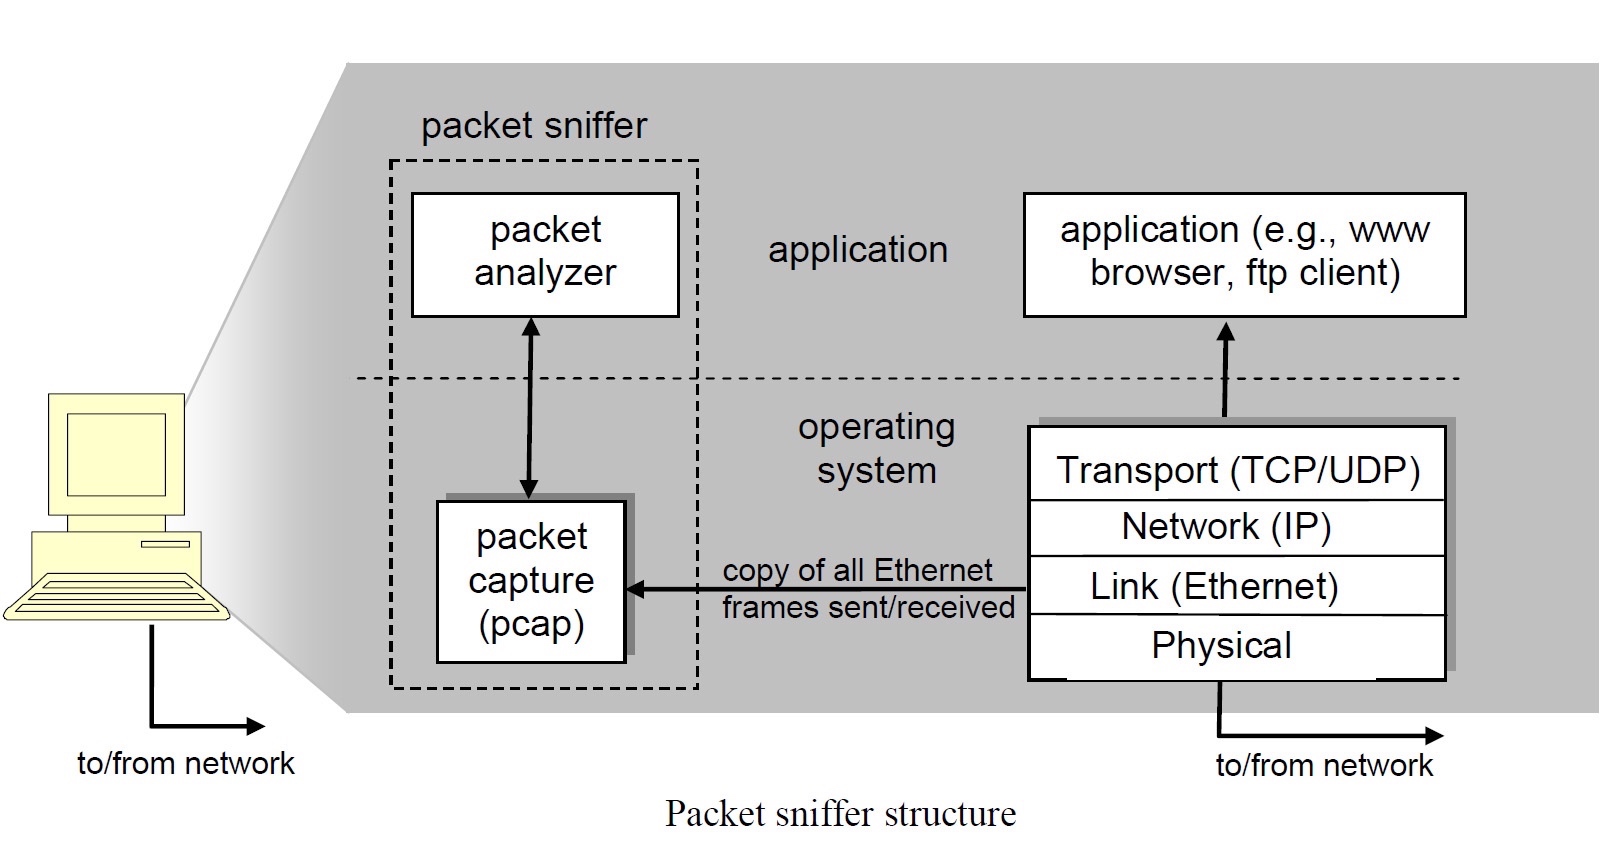 packet sniffer
packet
analyzer
application
application (e.g., www
browser, ftp client)
operating
system
packet
capture
(pcap)
copy of all Ethernet
frames sent/received
Transport (TCP/UDP)
Network (IP)
Link (Ethernet)
Physical
to/from network
to/from network
Packet sniffer structure